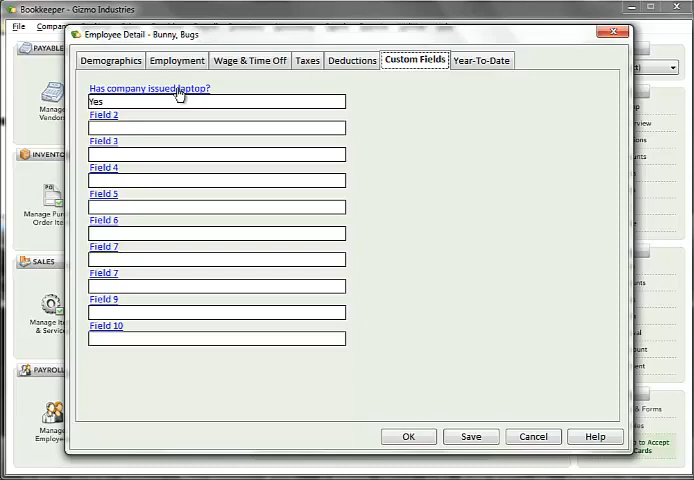 Bookkeeper - Gizmo Industries
File Compan
Employee Detail - Bunny, Bugs
Demographics Employment Wage & Time Off Taxes Deductions Custom Fields Year-To-Date
Has company issued laptop?
Yes
Field 2
Field 3
Field 4
Field 5
Field 6
Field 7
Field 7
Field 9
Field 10
OK Save Cancel Help
PAYABLE
Manage
Vendor
INVENTO
Manage Pur
Order Ite
SALES
Manage Ite
& Service
PAYROLL
Manage
Employe
& Forms
to Accept
Cards